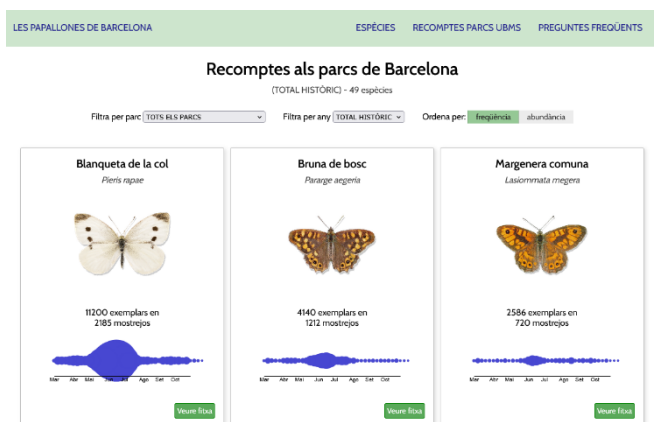 LES PAPALLONES DE BARCELONA ESPÈCIES RECOMPTES PARCS UBMS PREGUNTES FREQÜENTS
Recomptes als parcs de Barcelona
(TOTAL HISTÒRIC) - 49 espècies
Filtra per parc TOTS ELS PARCS Filtra per any TOTAL HISTÒRIC Ordena per: freqüència abundància
Blanqueta de la col
Pieris rapae
11200 exemplars en
2185 mostrejos
Mar Abr Mai Jun Jul Ago Set Oct
Veure fitxa
Bruna de bosc
Pararge aegeria
4140 exemplars en
1212 mostrejos
Mar Abr Mai Jun Jul Ago Set Oct
Veure fitxa
Margenera comuna
Lasiommata megera
2586 exemplars en
720 mostrejos
Mar Abr Mai Jun Jul Ago Set Oct
Veure fitxa